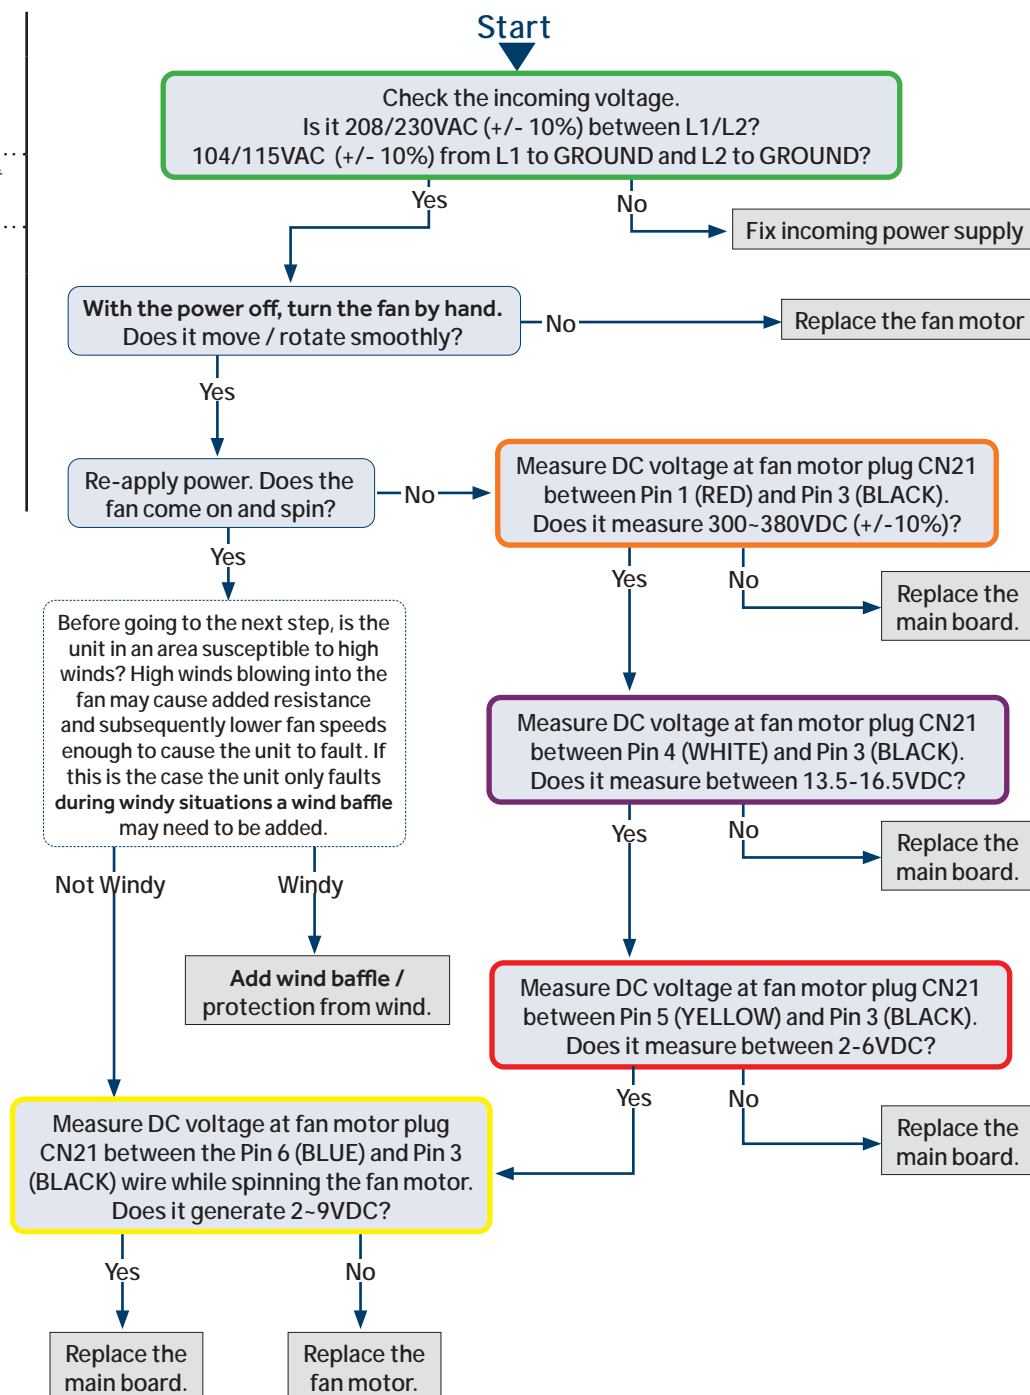 Start
Check the incoming voltage.
Is it 208/230VAC (+/- 10%) between L1/L2?
104/115VAC (+/- 10%) from L1 to GROUND and L2 to GROUND?
Yes
No
Fix incoming power supply
With the power off, turn the fan by hand.
Does it move / rotate smoothly?
No
Replace the fan motor
Yes
Re-apply power. Does the
fan come on and spin?
No
Measure DC voltage at fan motor plug CN21
between Pin 1 (RED) and Pin 3 (BLACK).
Does it measure 300~380VDC (+/-10%)?
Yes
Yes
No
Replace the
main board.
Before going to the next step, is the
unit in an area susceptible to high
winds? High winds blowing into the
fan may cause added resistance
and subsequently lower fan speeds
enough to cause the unit to fault. If
this is the case the unit only faults
during windy situations a wind baffle
may need to be added.
Measure DC voltage at fan motor plug CN21
between Pin 4 (WHITE) and Pin 3 (BLACK).
Does it measure between 13.5-16.5VDC?
Yes
No
Replace the
main board.
Not Windy
Windy
Add wind baffle /
protection from wind.
Measure DC voltage at fan motor plug CN21
between Pin 5 (YELLOW) and Pin 3 (BLACK).
Does it measure between 2-6VDC?
Yes
No
Replace the
main board.
Measure DC voltage at fan motor plug
CN21 between the Pin 6 (BLUE) and Pin 3
(BLACK) wire while spinning the fan motor.
Does it generate 2~9VDC?
Yes
No
Replace the
main board.
Replace the
fan motor.